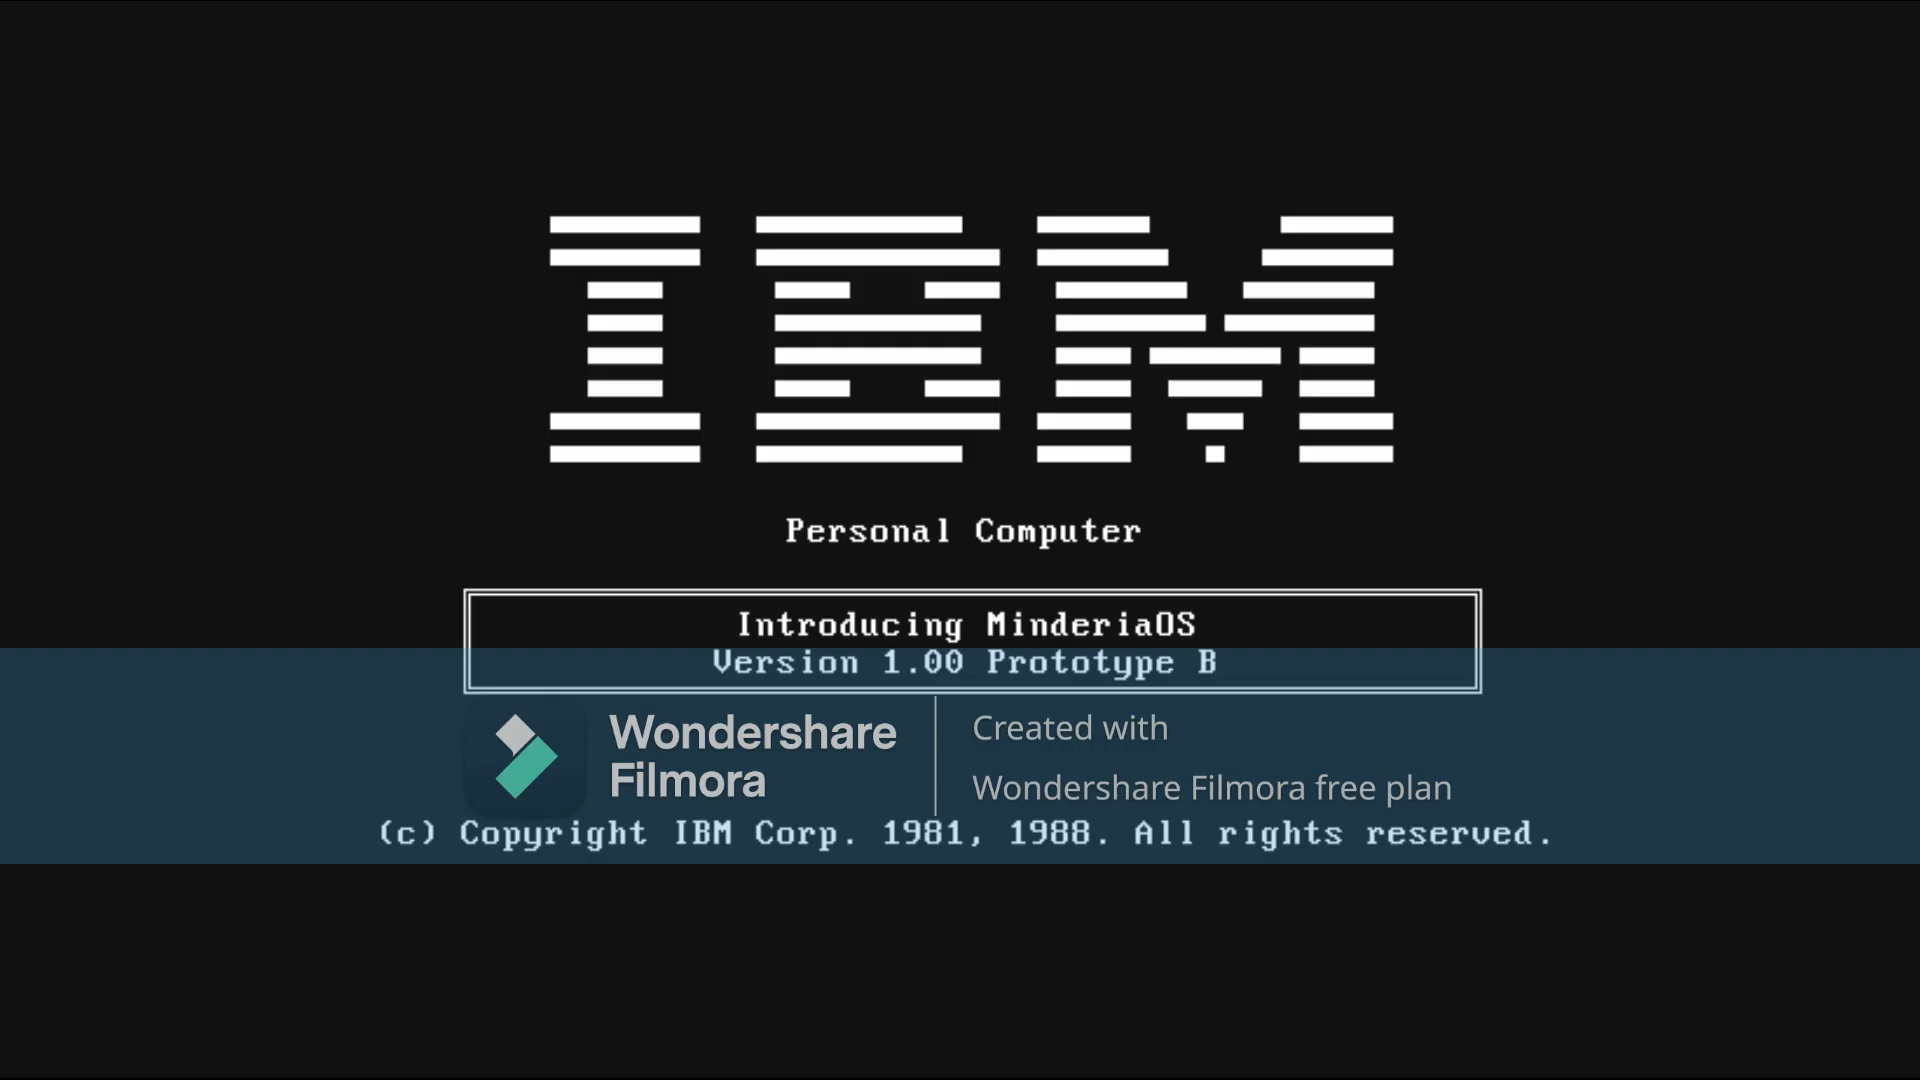 IBM
Personal Computer
Introducing MinderiaOS
Version 1.00 Prototype B
Wondershare
Filmora
Created with
Wondershare Filmora free plan
(c) Copyright IBM Corp. 1981, 1988. All rights reserved.